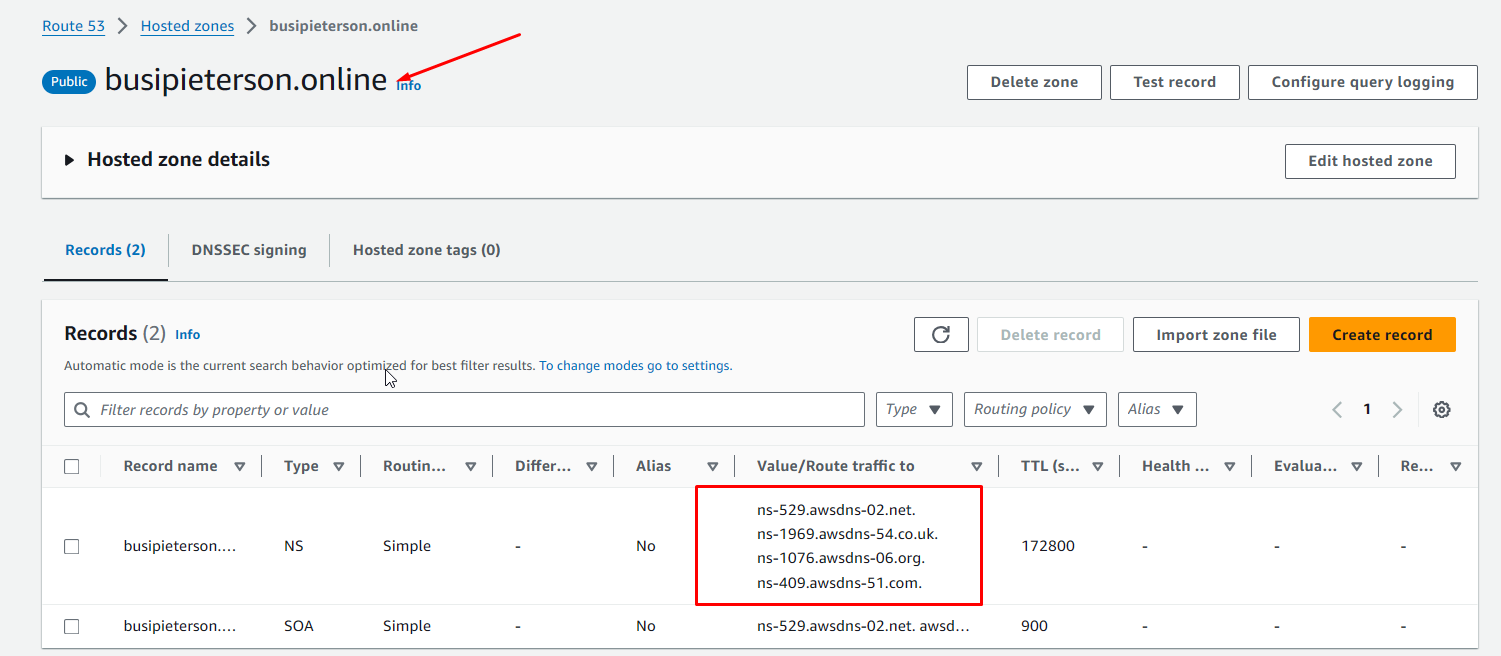 Route 53 > Hosted zones > busipieterson.online
Public busipieterson.online Info
Delete zone Test record Configure query logging
Hosted zone details Edit hosted zone
Records (2) DNSSEC signing Hosted zone tags (0)
Records (2) Info Delete record Import zone file Create record
Automatic mode is the current search behavior optimized for best filter results. To change modes go to settings.
Filter records by property or value Type Routing policy Alias 1
Record name Type Routin... Differ... Alias Value/Route traffic to TTL (s... Health ... Evalua... Re...
ns-529.awsdns-02.net.
ns-1969.awsdns-54.co.uk.
busipieterson.... NS Simple - No 172800 - - -
ns-1076.awsdns-06.org.
ns-409.awsdns-51.com.
busipieterson.... SOA Simple - No ns-529.awsdns-02.net. awsd... 900 - - -